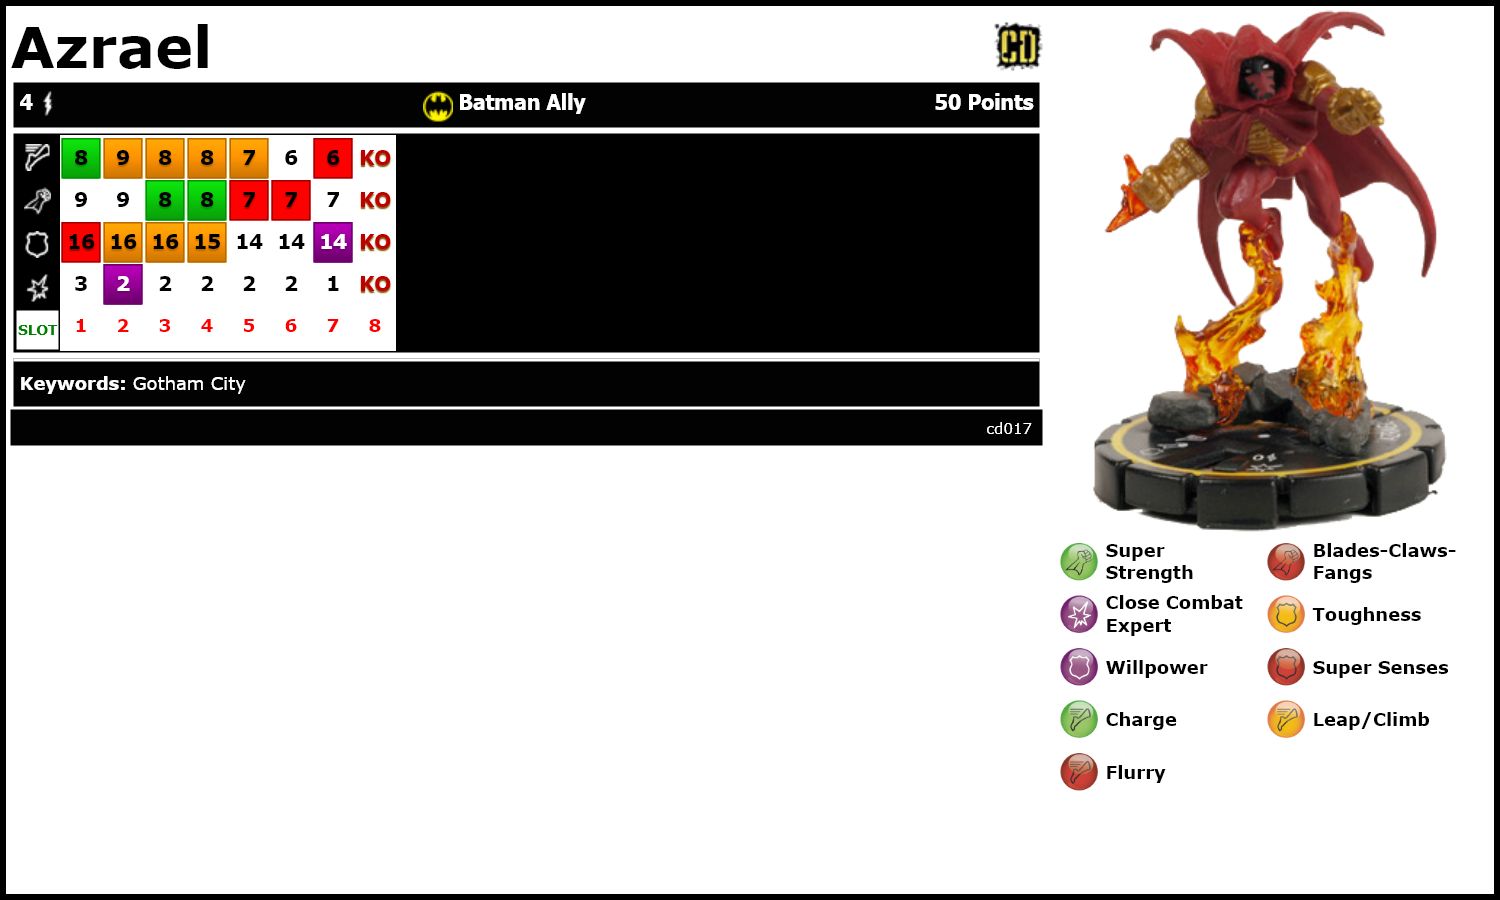 Azrael
CD
4 Batman Ally 50 Points
8 9 8 8 7 6 6 KO
9 9 8 8 7 7 7 KO
16 16 16 15 14 14 14 KO
3 2 2 2 2 2 1 KO
SLOT 1 2 3 4 5 6 7 8
Keywords: Gotham City
cd017
Super
Strength
Blades-Claws-
Fangs
Close Combat
Expert
Toughness
Willpower
Super Senses
Charge
Leap/Climb
Flurry